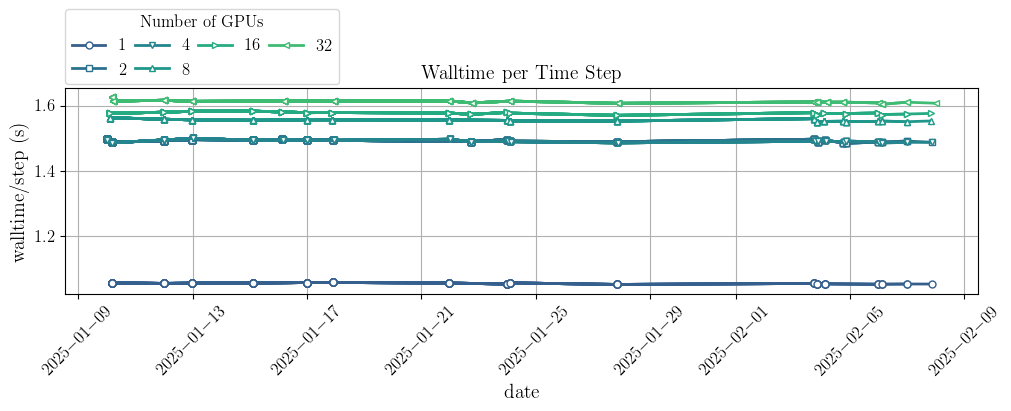 Number of GPUs
1 4 16 32
2 8
Walltime per Time Step
walltime/step (s)
1.6
1.4
1.2
2025−01−09 2025−01−13 2025−01−17 2025−01−21 2025−01−25 2025−01−29 2025−02−01 2025−02−05 2025−02−09
date